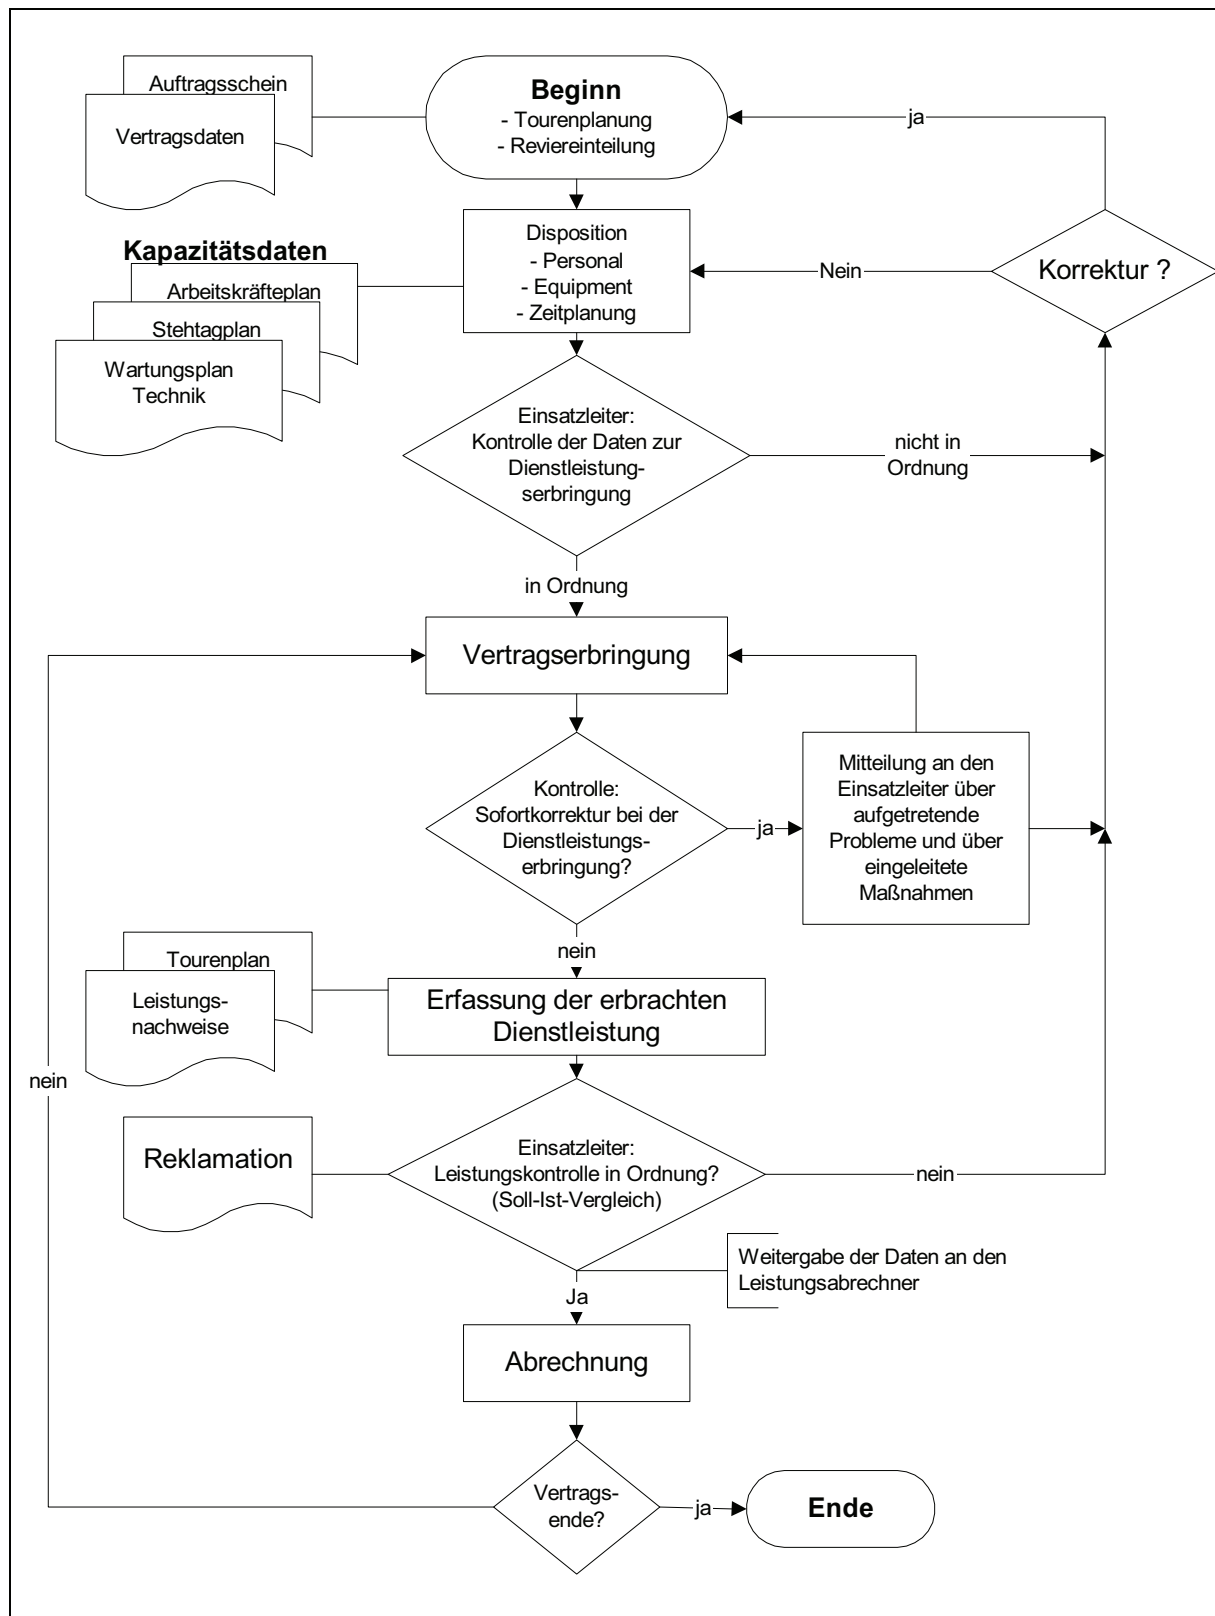 Auftragsschein
Vertragsdaten
Beginn
- Tourenplanung
- Reviereinteilung
ja
Kapazitätsdaten
Arbeitskräfteplan
Stehtagplan
Wartungsplan
Technik
Disposition
- Personal
- Equipment
- Zeitplanung
Nein
Korrektur ?
Einsatzleiter:
Kontrolle der Daten zur
Dienstleistung-
serbringung
nicht in
Ordnung
in Ordnung
Vertragserbringung
Kontrolle:
Sofortkorrektur bei der
Dienstleistungs-
erbringung?
ja
Mitteilung an den
Einsatzleiter über
aufgetretende
Probleme und über
eingeleitete
Maßnahmen
nein
Tourenplan
Leistungs-
nachweise
Erfassung der erbrachten
Dienstleistung
nein
Reklamation
Einsatzleiter:
Leistungskontrolle in Ordnung?
(Soll-Ist-Vergleich)
nein
Weitergabe der Daten an den
Leistungsabrechner
Ja
Abrechnung
Vertrags-
ende?
ja
Ende